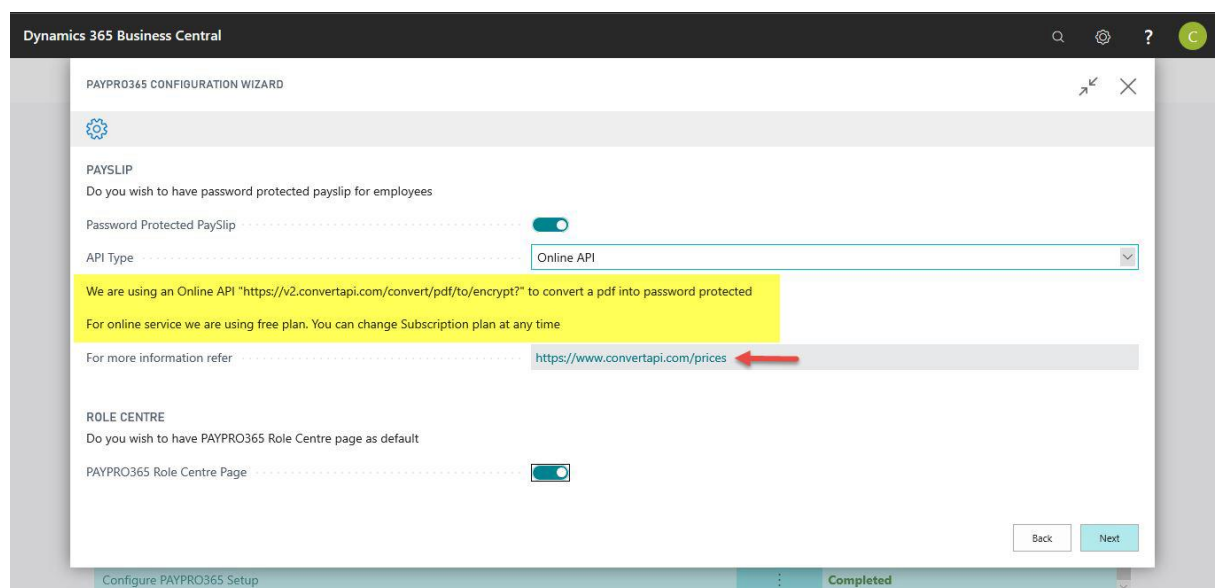 Dynamics 365 Business Central
?
C
PAYPRO365 CONFIGURATION WIZARD
PAYSLIP
Do you wish to have password protected payslip for employees
Password Protected PaySlip
API Type Online API
We are using an Online API "https://v2.convertapi.com/convert/pdf/to/encrypt?" to convert a pdf into password protected
For online service we are using free plan. You can change Subscription plan at any time
For more information refer https://www.convertapi.com/prices
ROLE CENTRE
Do you wish to have PAYPRO365 Role Centre page as default
PAYPRO365 Role Centre Page
Back Next
Configure PAYPRO365 Setup Completed